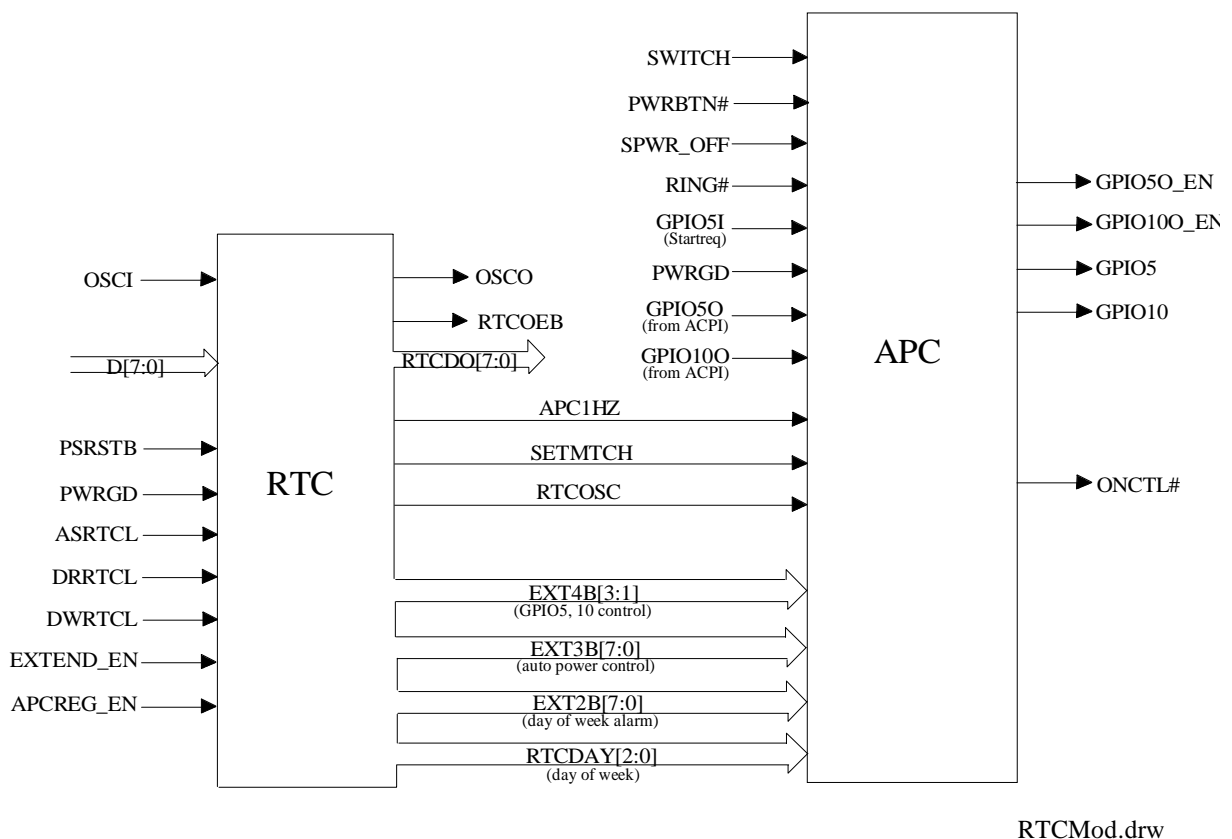 SWITCH
PWRBTN#
SPWR_OFF
RING#
GPIO5I
(Startreq)
PWRGD
GPIO5O
(from ACPI)
GPIO10O
(from ACPI)
APC
GPIO5O_EN
GPIO10O_EN
GPIO5
GPIO10
ONCTL#
OSCI
D[7:0]
PSRSTB
PWRGD
ASRTCL
DRRTCL
DWRTCL
EXTEND_EN
APCREG_EN
RTC
OSCO
RTCOEB
RTCDO[7:0]
APC1HZ
SETMTCH
RTCOSC
EXT4B[3:1]
(GPIO5, 10 control)
EXT3B[7:0]
(auto power control)
EXT2B[7:0]
(day of week alarm)
RTCDAY[2:0]
(day of week)
RTCMod.drw